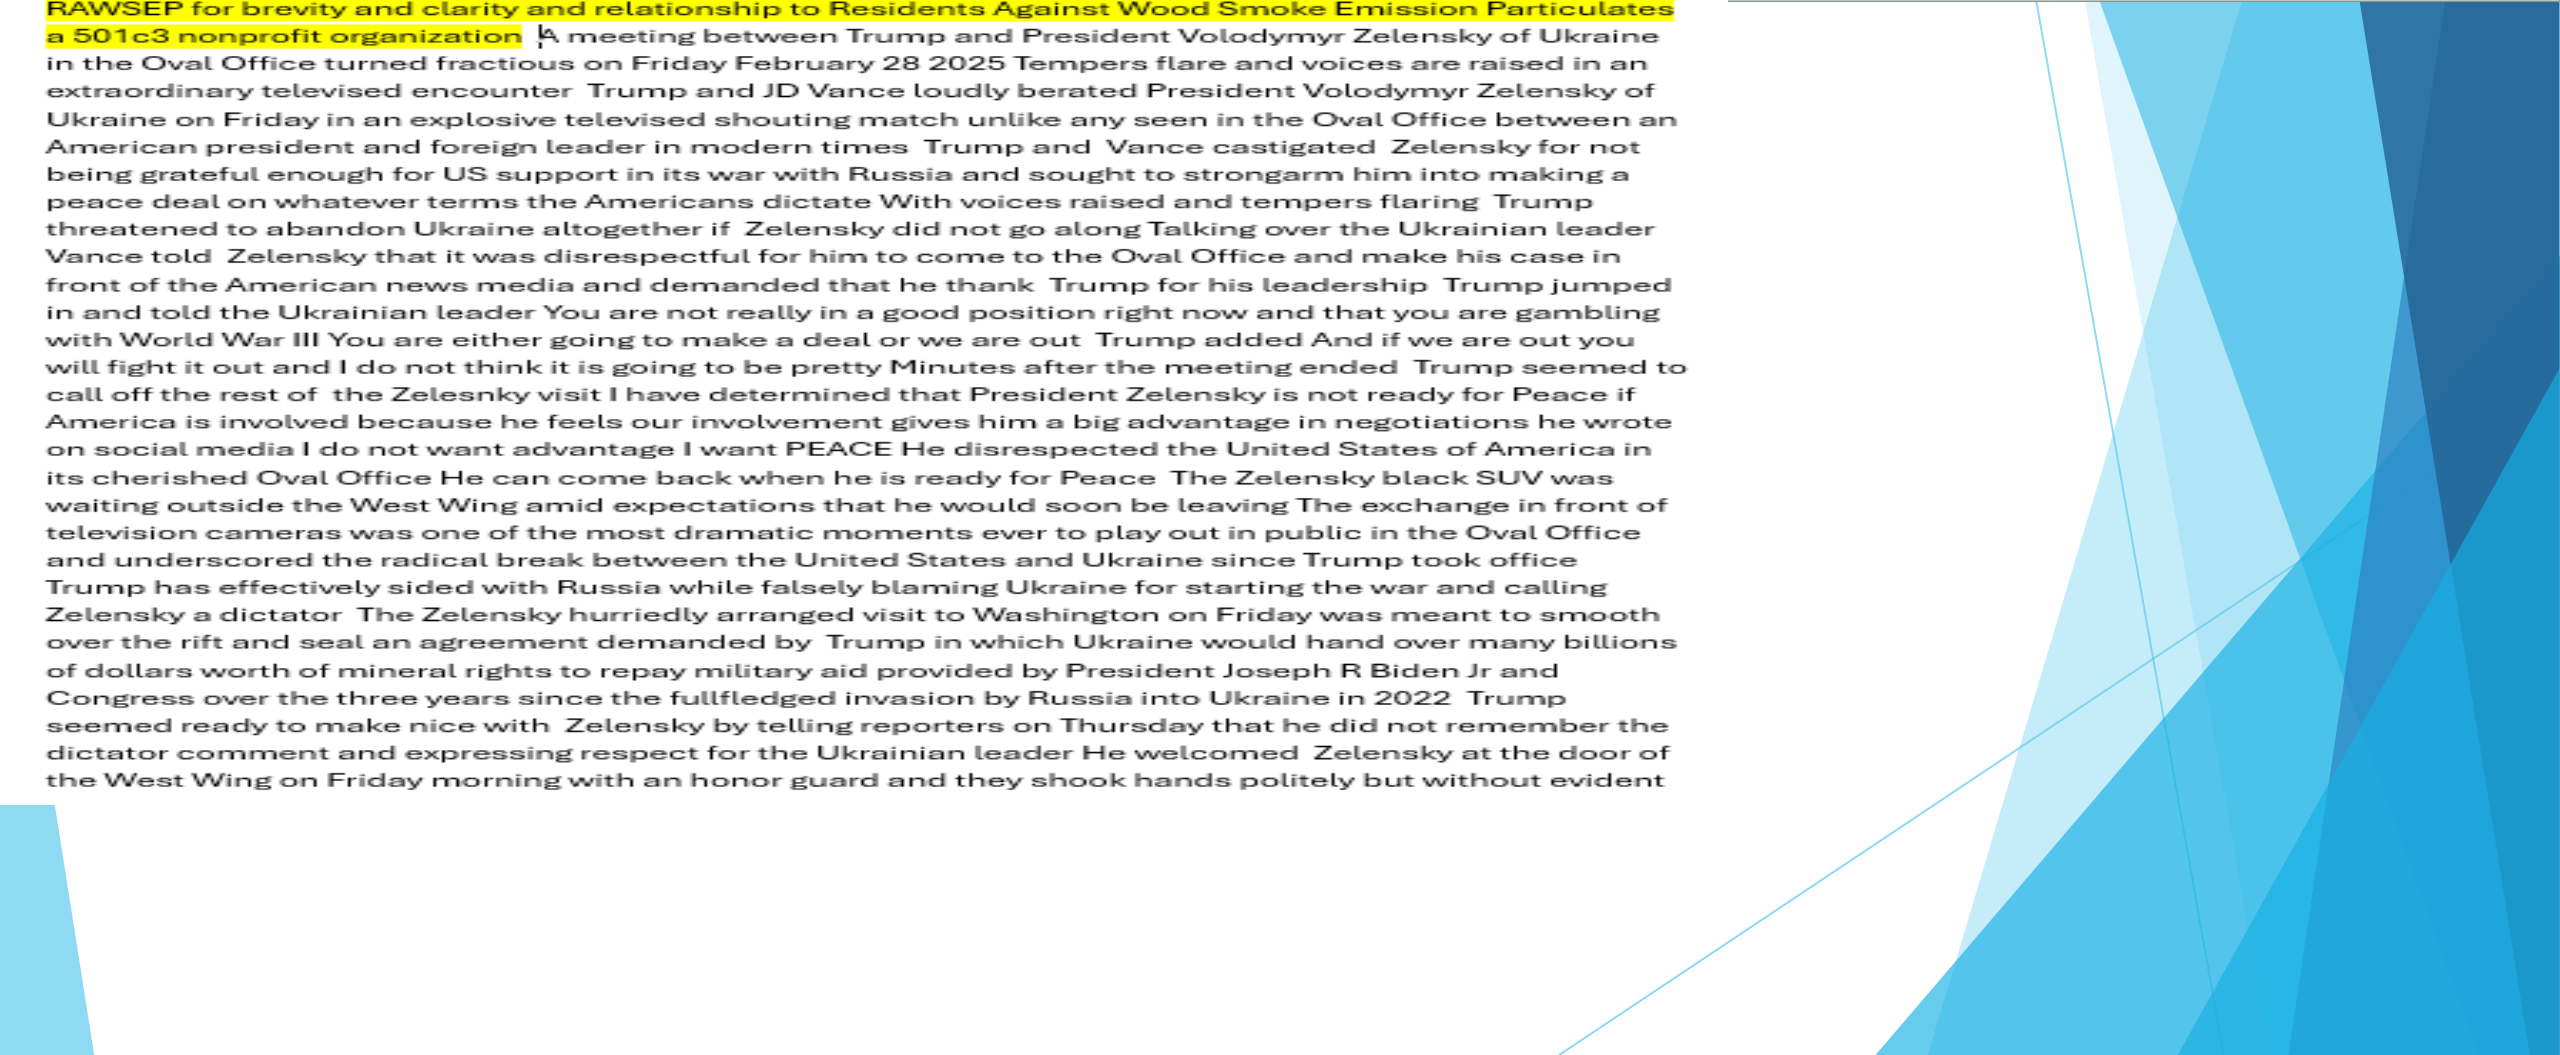 RAWSEP for brevity and clarity and relationship to Residents Against Wood Smoke Emission Particulates
a 501c3 nonprofit organization A meeting between Trump and President Volodymyr Zelensky of Ukraine
in the Oval Office turned fractious on Friday February 28 2025 Tempers flare and voices are raised in an
extraordinary televised encounter Trump and JD Vance loudly berated President Volodymyr Zelensky of
Ukraine on Friday in an explosive televised shouting match unlike any seen in the Oval Office between an
American president and foreign leader in modern times Trump and Vance castigated Zelensky for not
being grateful enough for US support in its war with Russia and sought to strongarm him into making a
peace deal on whatever terms the Americans dictate With voices raised and tempers flaring Trump
threatened to abandon Ukraine altogether if Zelensky did not go along Talking over the Ukrainian leader
Vance told Zelensky that it was disrespectful for him to come to the Oval Office and make his case in
front of the American news media and demanded that he thank Trump for his leadership Trump jumped
in and told the Ukrainian leader You are not really in a good position right now and that you are gambling
with World War III You are either going to make a deal or we are out Trump added And if we are out you
will fight it out and I do not think it is going to be pretty Minutes after the meeting ended Trump seemed to
call off the rest of the Zelesnky visit I have determined that President Zelensky is not ready for Peace if
America is involved because he feels our involvement gives him a big advantage in negotiations he wrote
on social media I do not want advantage I want PEACE He disrespected the United States of America in
its cherished Oval Office He can come back when he is ready for Peace The Zelensky black SUV was
waiting outside the West Wing amid expectations that he would soon be leaving The exchange in front of
television cameras was one of the most dramatic moments ever to play out in public in the Oval Office
and underscored the radical break between the United States and Ukraine since Trump took office
Trump has effectively sided with Russia while falsely blaming Ukraine for starting the war and calling
Zelensky a dictator The Zelensky hurriedly arranged visit to Washington on Friday was meant to smooth
over the rift and seal an agreement demanded by Trump in which Ukraine would hand over many billions
of dollars worth of mineral rights to repay military aid provided by President Joseph R Biden Jr and
Congress over the three years since the fullfledged invasion by Russia into Ukraine in 2022 Trump
seemed ready to make nice with Zelensky by telling reporters on Thursday that he did not remember the
dictator comment and expressing respect for the Ukrainian leader He welcomed Zelensky at the door of
the West Wing on Friday morning with an honor guard and they shook hands politely but without evident